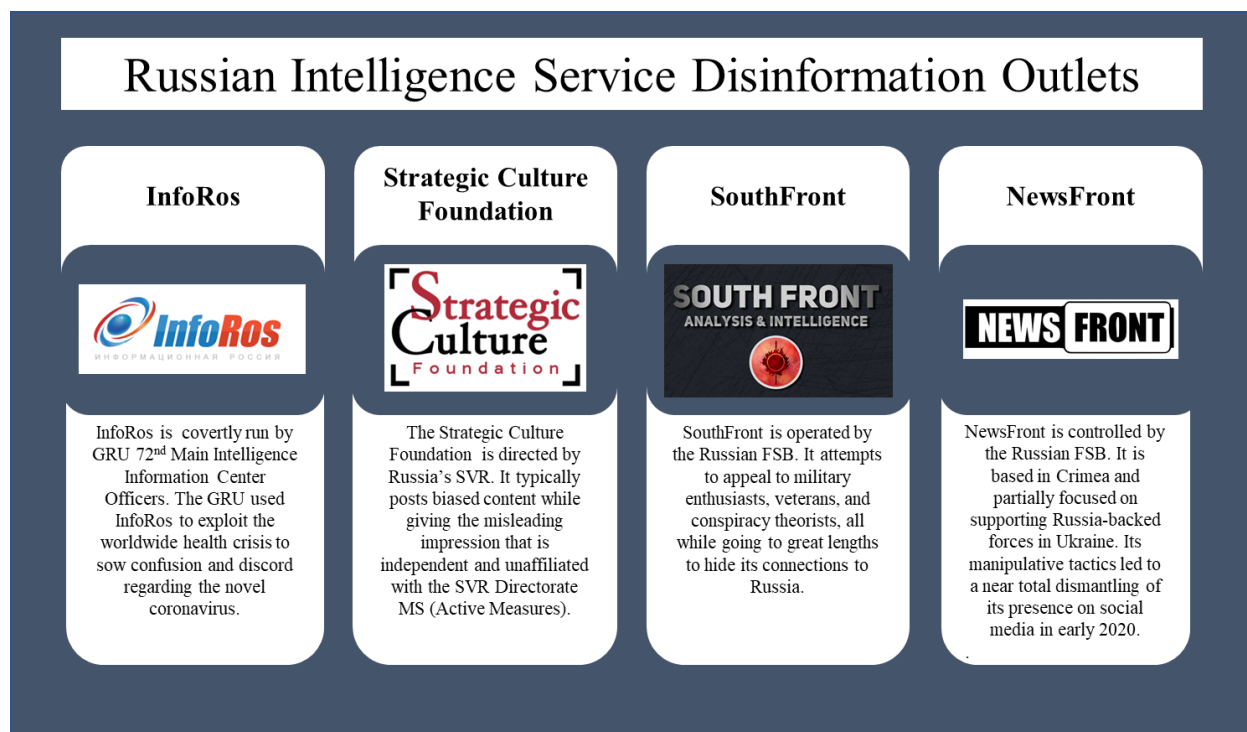 Russian Intelligence Service Disinformation Outlets
InfoRos
InfoRos
ИНФОРМАЦИОННАЯ РОССИЯ
InfoRos is covertly run by
GRU 72nd Main Intelligence
Information Center
Officers. The GRU used
InfoRos to exploit the
worldwide health crisis to
sow confusion and discord
regarding the novel
coronavirus.
Strategic Culture
Foundation
Strategic
Culture
Foundation
The Strategic Culture
Foundation is directed by
Russia’s SVR. It typically
posts biased content while
giving the misleading
impression that is
independent and unaffiliated
with the SVR Directorate
MS (Active Measures).
SouthFront
SOUTH FRONT
ANALYSIS & INTELLIGENCE
SouthFront is operated by
the Russian FSB. It attempts
to appeal to military
enthusiasts, veterans, and
conspiracy theorists, all
while going to great lengths
to hide its connections to
Russia.
NewsFront
NEWS FRONT
NewsFront is controlled by
the Russian FSB. It is
based in Crimea and
partially focused on
supporting Russia-backed
forces in Ukraine. Its
manipulative tactics led to
a near total dismantling of
its presence on social
media in early 2020.
.